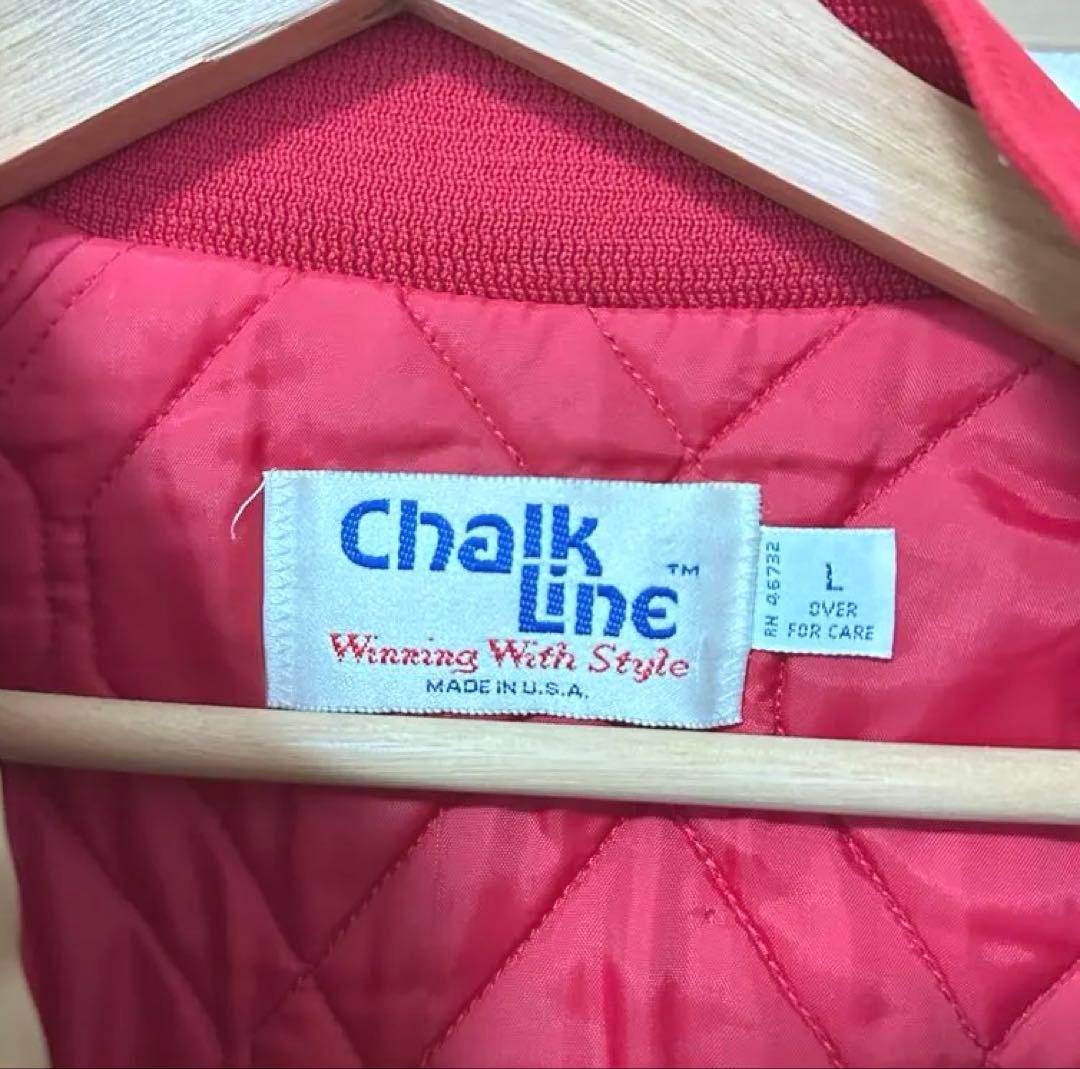 Chalk
Line™
Winning With Style
MADE IN U.S.A.
RN 46732
L
OVER
FOR CARE